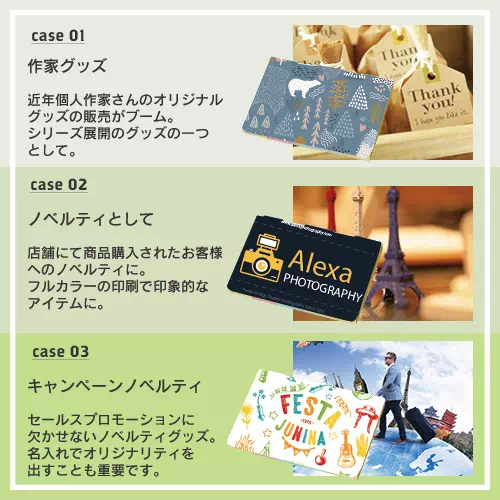 case 01
作家グッズ
近年個人作家さんのオリジナル
グッズの販売がブーム。
シリーズ展開のグッズの一つ
として。
Thank
you!
Thank
you!
I hope you like it.
case 02
ノベルティとして
店舗にて商品購入されたお客様
へのノベルティに。
フルカラーの印刷で印象的な
アイテムに。
Alexa
PHOTOGRAPHY
case 03
キャンペーンノベルティ
セールスプロモーションに
欠かせないノベルティグッズ。
名入れでオリジナリティを
出すことも重要です。
FESTA
JUNINA